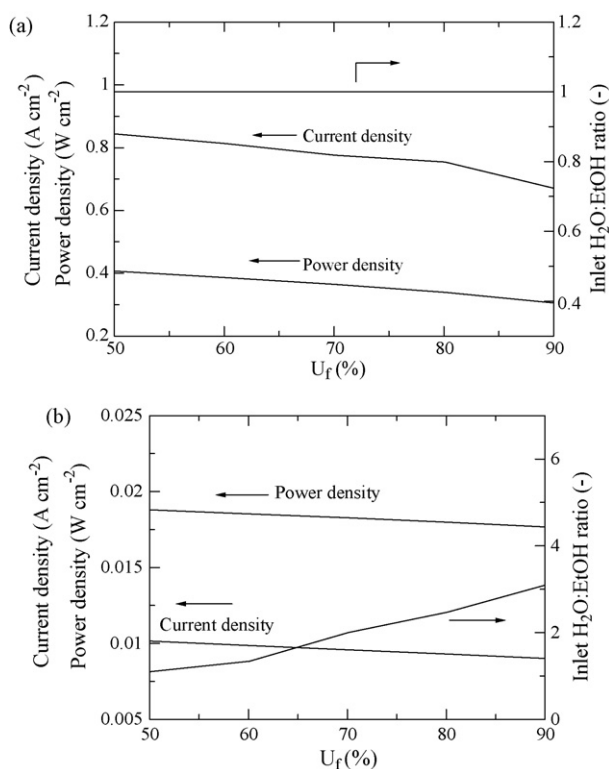 (a)
Current density (A cm⁻²)
Power density (W cm⁻²)
1.2
1
0.8
0.6
0.4
0.2
Current density
Power density
1.2
1
0.8
0.6
0.4
Inlet H₂O:EtOH ratio (-)
50 60 70 80 90
U_f (%)
(b)
Current density (A cm⁻²)
Power density (W cm⁻²)
0.025
0.02
0.015
0.01
0.005
Power density
Current density
6
4
2
0
Inlet H₂O:EtOH ratio (-)
50 60 70 80 90
U_f (%)